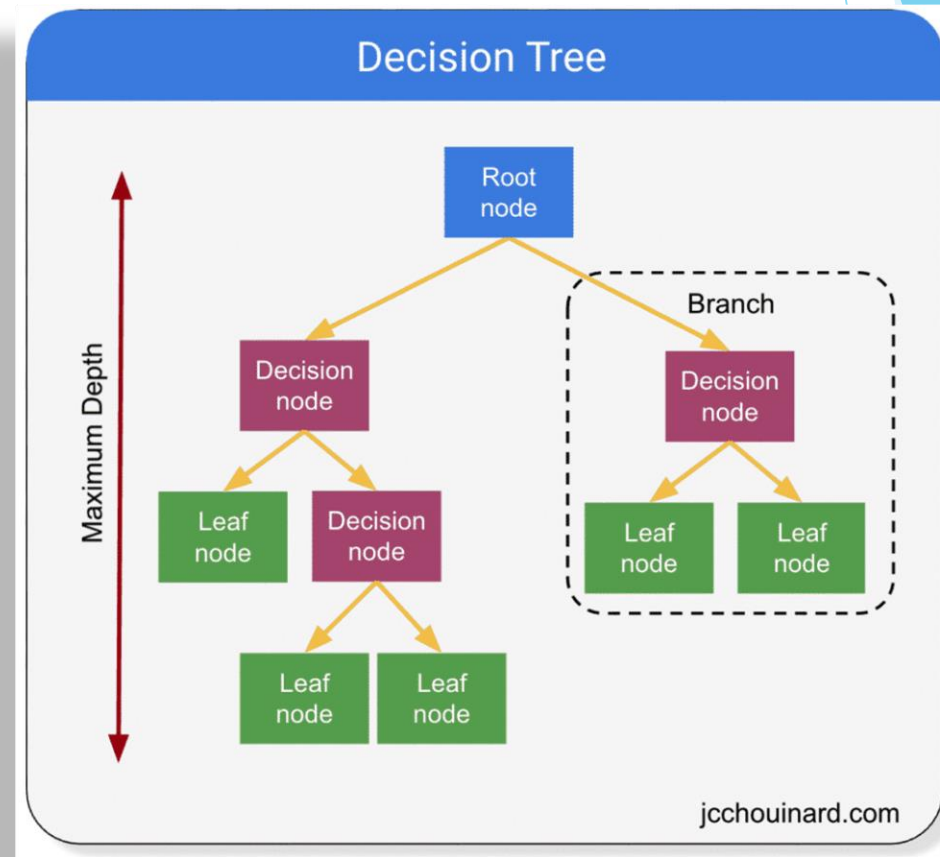 Decision Tree
Root
node
Branch
Maximum Depth
Decision
node
Decision
node
Leaf
node
Decision
node
Leaf
node
Leaf
node
Leaf
node
Leaf
node
jcchouinard.com